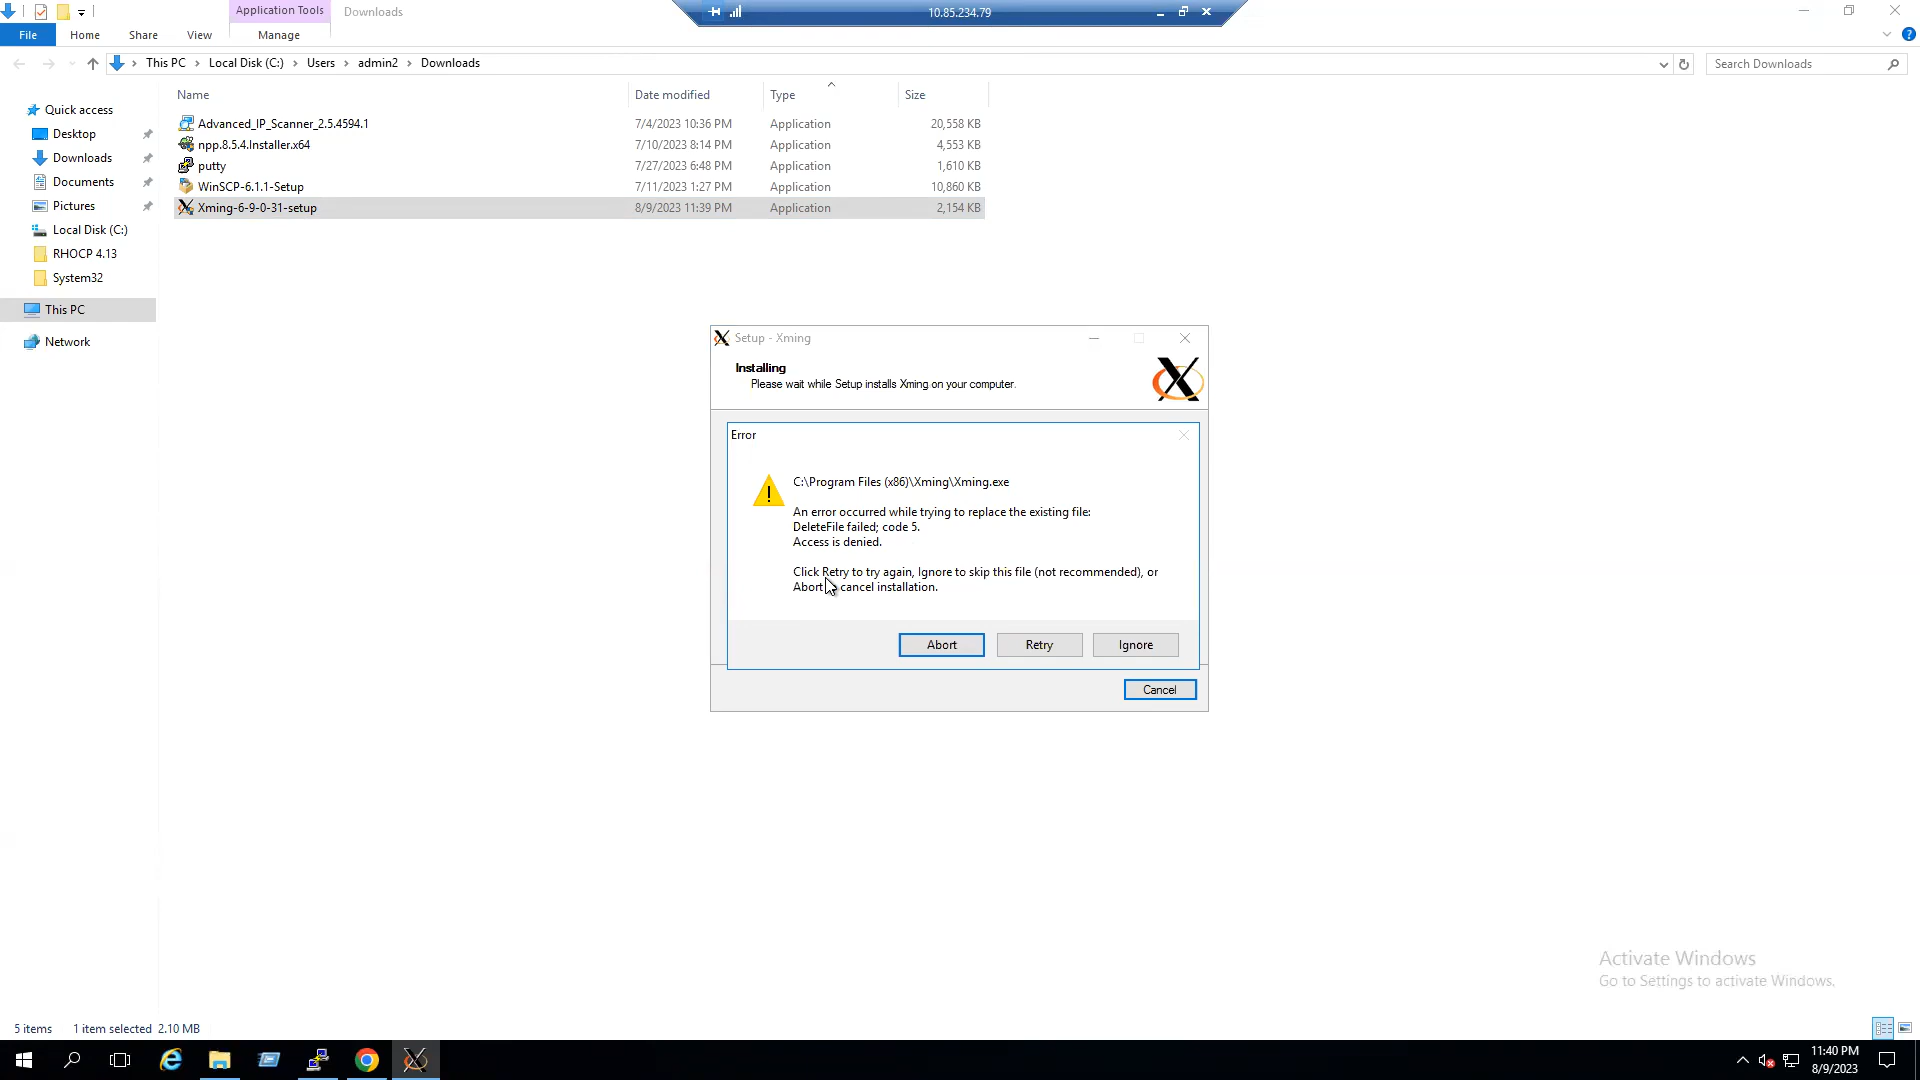 Application Tools
Downloads
10.85.234.79
File
Home
Share
View
Manage
This PC
Local Disk (C:)
Users
admin2
Downloads
Search Downloads
Name
Date modified
Type
Size
Quick access
Desktop
Downloads
Documents
Pictures
Local Disk (C:)
RHOCP 4.13
System32
This PC
Network
Advanced_IP_Scanner_2.5.4594.1 7/4/2023 10:36 PM Application 20,558 KB
npp.8.5.4.Installer.x64 7/10/2023 8:14 PM Application 4,553 KB
putty 7/27/2023 6:48 PM Application 1,610 KB
WinSCP-6.1.1-Setup 7/11/2023 1:27 PM Application 10,860 KB
Xming-6-9-0-31-setup 8/9/2023 11:39 PM Application 2,154 KB
Setup - Xming
Installing
Please wait while Setup installs Xming on your computer.
Error
C:\Program Files (x86)\Xming\Xming.exe
An error occurred while trying to replace the existing file:
DeleteFile failed; code 5.
Access is denied.
Click Retry to try again, Ignore to skip this file (not recommended), or
Abort cancel installation.
Abort
Retry
Ignore
Cancel
Activate Windows
Go to Settings to activate Windows.
5 items
1 item selected 2.10 MB
11:40 PM
8/9/2023